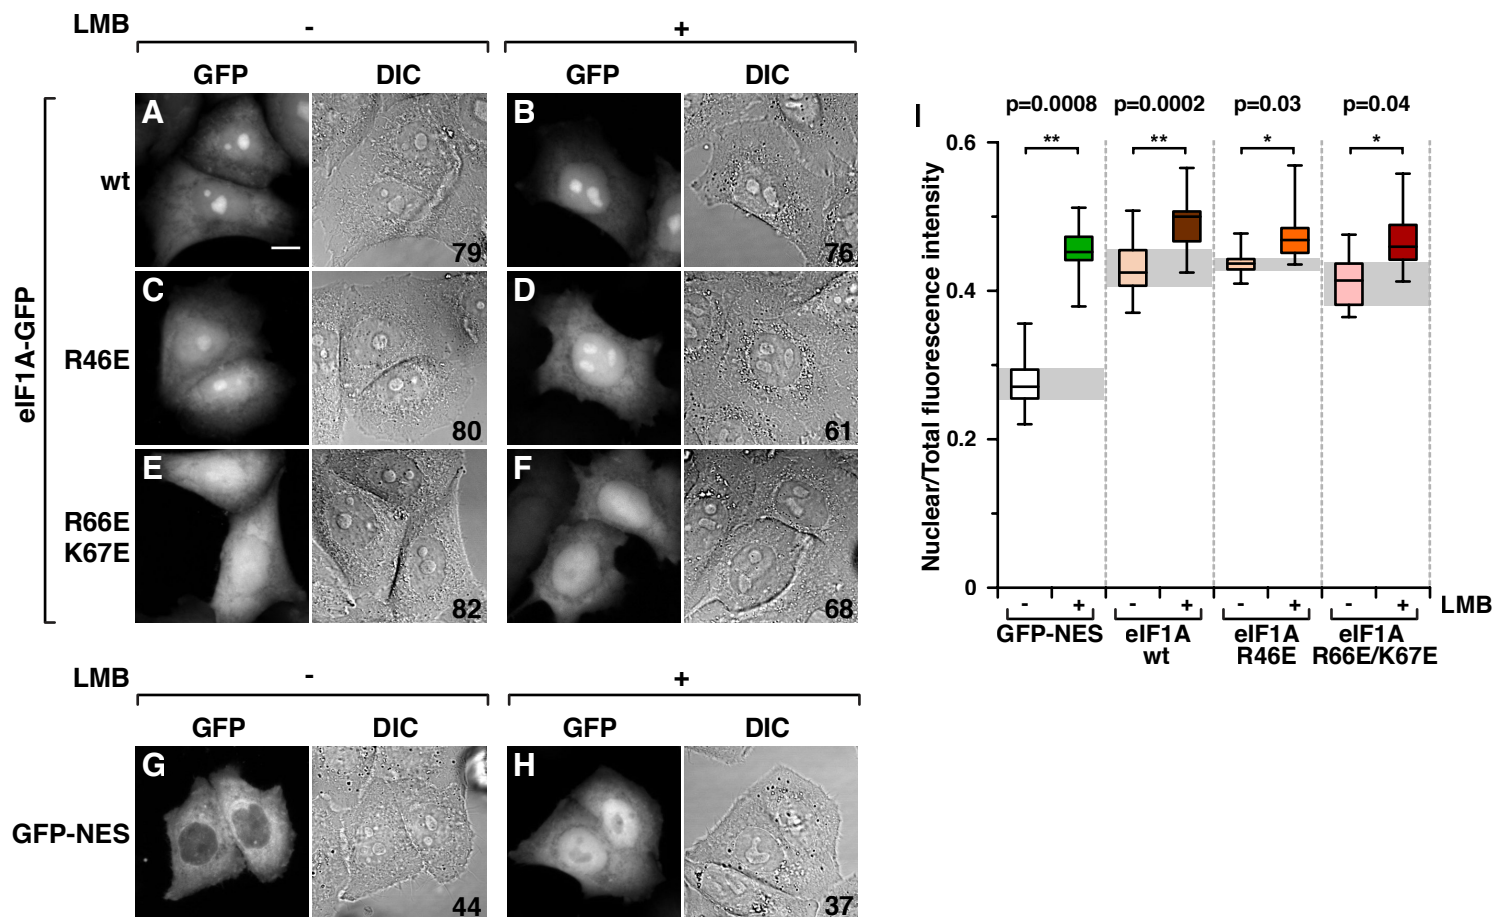 LMB - +
GFP DIC GFP DIC
eIF1A-GFP
wt
A
79
B
76
R46E
C
80
D
61
R66E
K67E
E
82
F
68
LMB - +
GFP DIC GFP DIC
GFP-NES
G
44
H
37
I
p=0.0008 p=0.0002 p=0.03 p=0.04
** ** * *
Nuclear/Total fluorescence intensity
0.6
0.4
0.2
0
- + - + - + - + LMB
GFP-NES eIF1A eIF1A eIF1A
wt R46E R66E/K67E